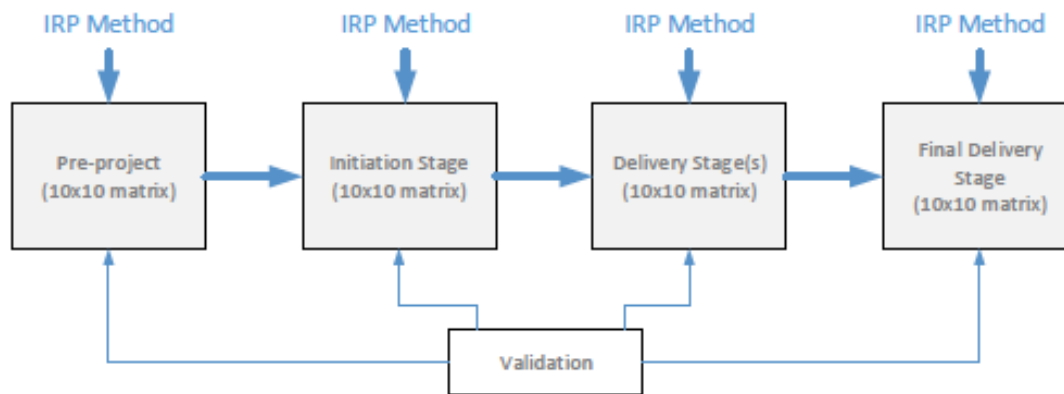 IRP Method
IRP Method
IRP Method
IRP Method
Pre-project
(10x10 matrix)
Initiation Stage
(10x10 matrix)
Delivery Stage(s)
(10x10 matrix)
Final Delivery
Stage
(10x10 matrix)
Validation